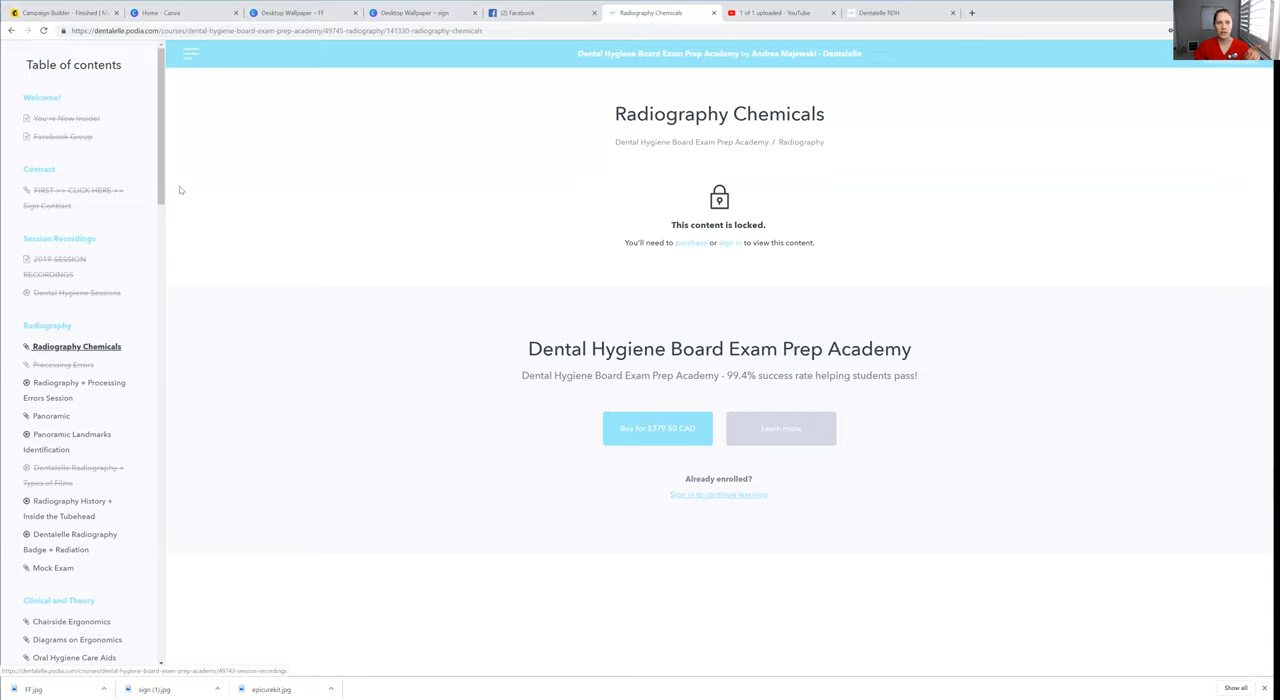 Campaign Builder - Finished | M
Home - Canva
Desktop Wallpaper – FF
Desktop Wallpaper – sign
(2) Facebook
Radiography Chemicals
1 of 1 uploaded - YouTube
Dentalelle RDH
https://dentalelle.podia.com/courses/dental-hygiene-board-exam-prep-academy/49745-radiography/141330-radiography-chemicals
Table of contents
Welcome!
You're Now Inside!
Facebook Group
Contract
FIRST >> CLICK HERE >>
Sign Contract
Session Recordings
2019 SESSION
RECORDINGS
Dental Hygiene Sessions
Radiography
Radiography Chemicals
Processing Errors
Radiography + Processing
Errors Session
Panoramic
Panoramic Landmarks
Identification
Dentalelle Radiography +
Types of Films
Radiography History +
Inside the Tubehead
Dentalelle Radiography
Badge + Radiation
Mock Exam
Clinical and Theory
Chairside Ergonomics
Diagrams on Ergonomics
Oral Hygiene Care Aids
Dental Hygiene Board Exam Prep Academy by Andrea Majewski - Dentalelle
Radiography Chemicals
Dental Hygiene Board Exam Prep Academy / Radiography
This content is locked.
You'll need to purchase or sign in to view this content.
Dental Hygiene Board Exam Prep Academy
Dental Hygiene Board Exam Prep Academy - 99.4% success rate helping students pass!
Buy for $379.50 CAD
Learn more
Already enrolled?
Sign in to continue learning
https://dentalelle.podia.com/courses/dental-hygiene-board-exam-prep-academy/49743-session-recordings
FF.jpg
sign (1).jpg
epicurekit.jpg
Show all